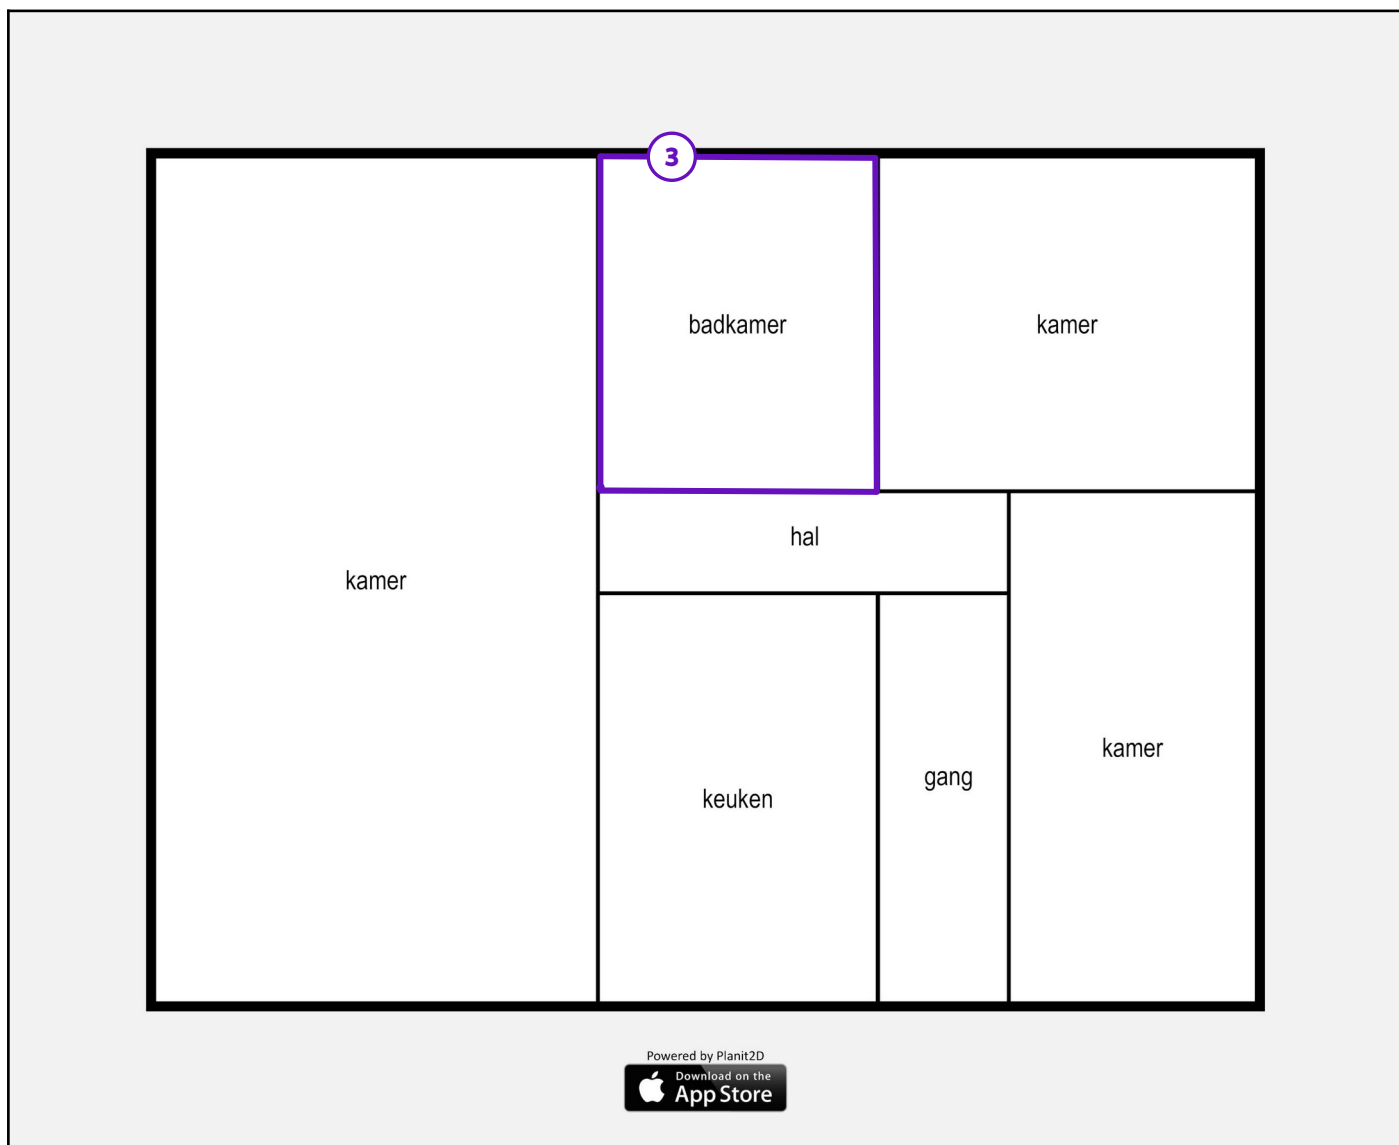 3
badkamer
kamer
hal
kamer
kamer
gang
keuken
Powered by Planit2D
Download on the
App Store